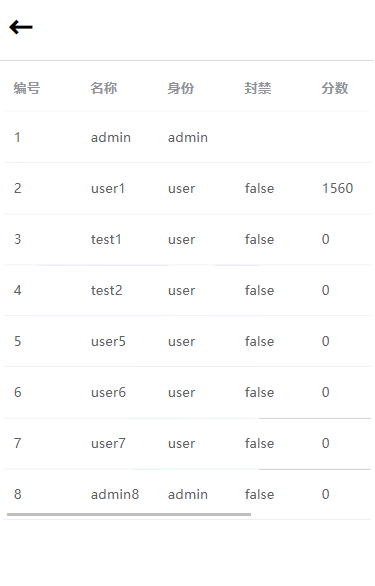 编号 名称 身份 封禁 分数
1 admin admin
2 user1 user false 1560
3 test1 user false 0
4 test2 user false 0
5 user5 user false 0
6 user6 user false 0
7 user7 user false 0
8 admin8 admin false 0